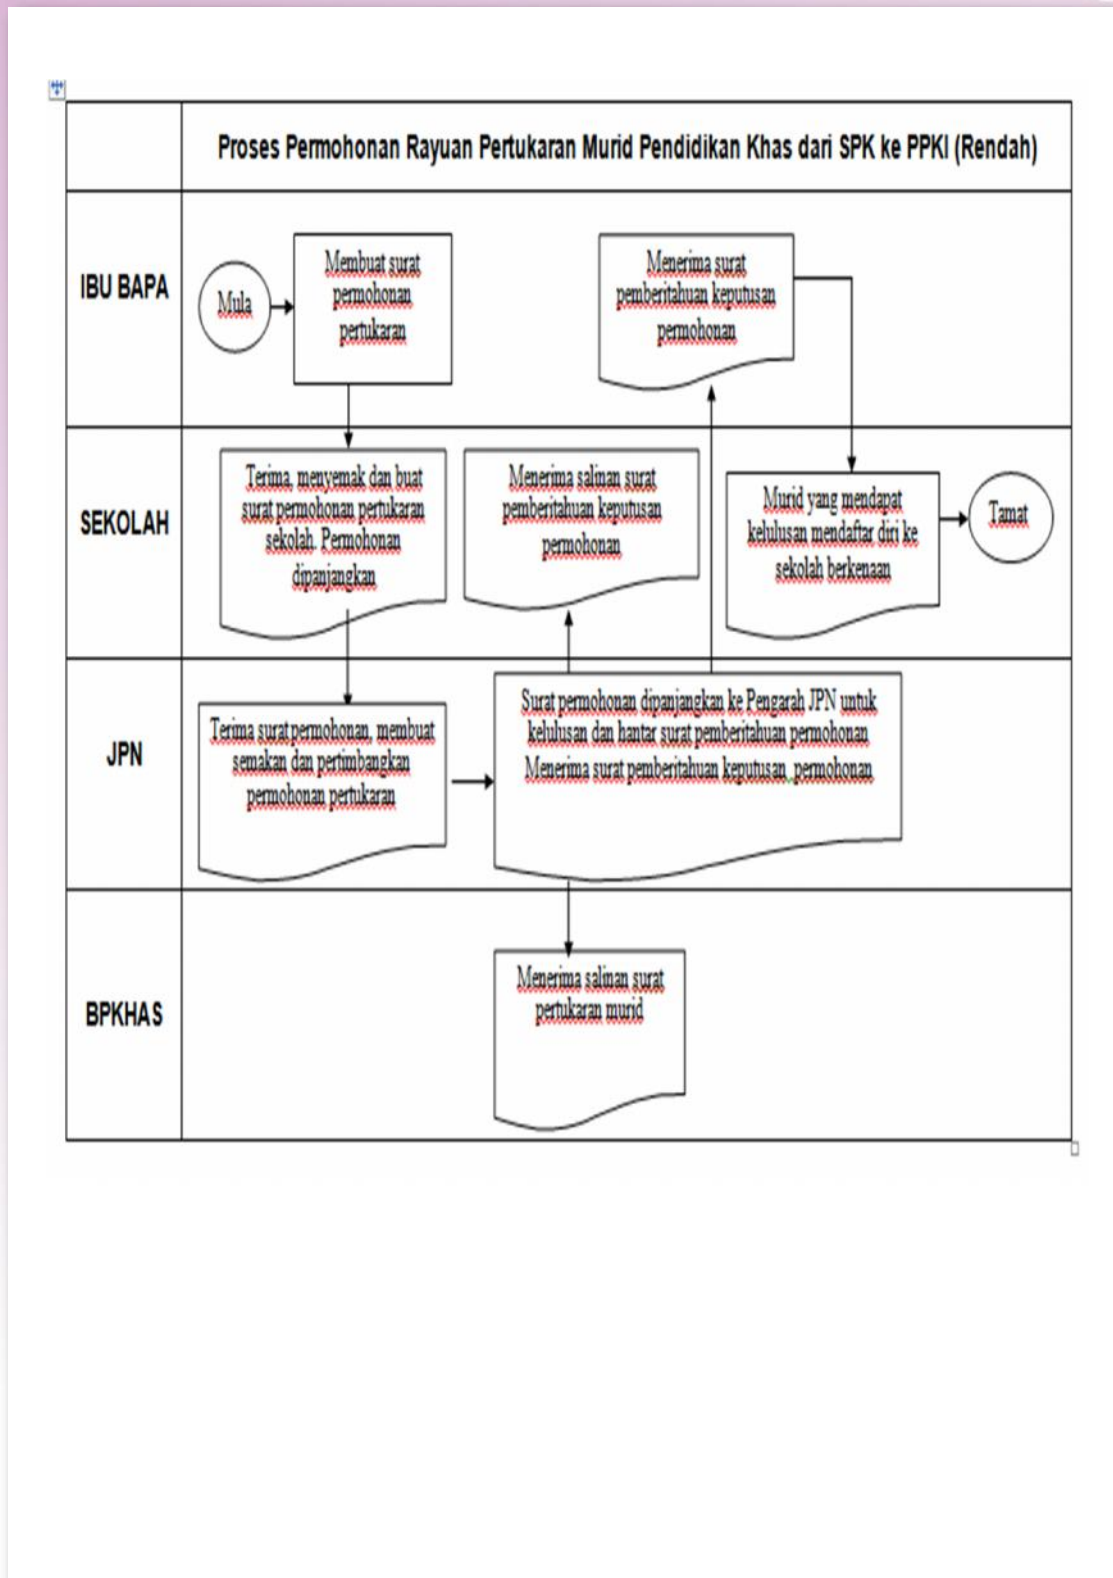 Proses Permohonan Rayuan Pertukaran Murid Pendidikan Khas dari SPK ke PPKI (Rendah)
IBU BAPA
Mula
Membuat surat
permohonan
pertukaran
Menerima surat
pemberitahuan keputusan
permohonan
SEKOLAH
Terima, menyemak dan buat
surat permohonan pertukaran
sekolah. Permohonan
dipanjangkan
Menerima salinan surat
pemberitahuan keputusan
permohonan
Murid yang mendapat
kelulusan mendaftar diri ke
sekolah berkenaan
Tamat
JPN
Terima surat permohonan, membuat
semakan dan pertimbangkan
permohonan pertukaran
Surat permohonan dipanjangkan ke Pengarah JPN untuk
kelulusan dan hantar surat pemberitahuan permohonan
Menerima surat pemberitahuan keputusan permohonan
BPKHAS
Menerima salinan surat
pertukaran murid